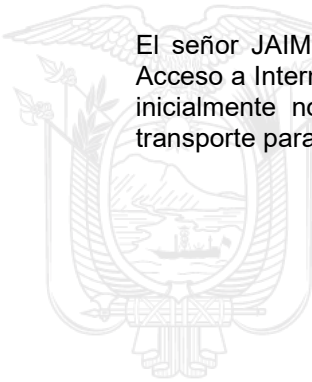 El señor JAIM
Acceso a Intern
inicialmente no
transporte para